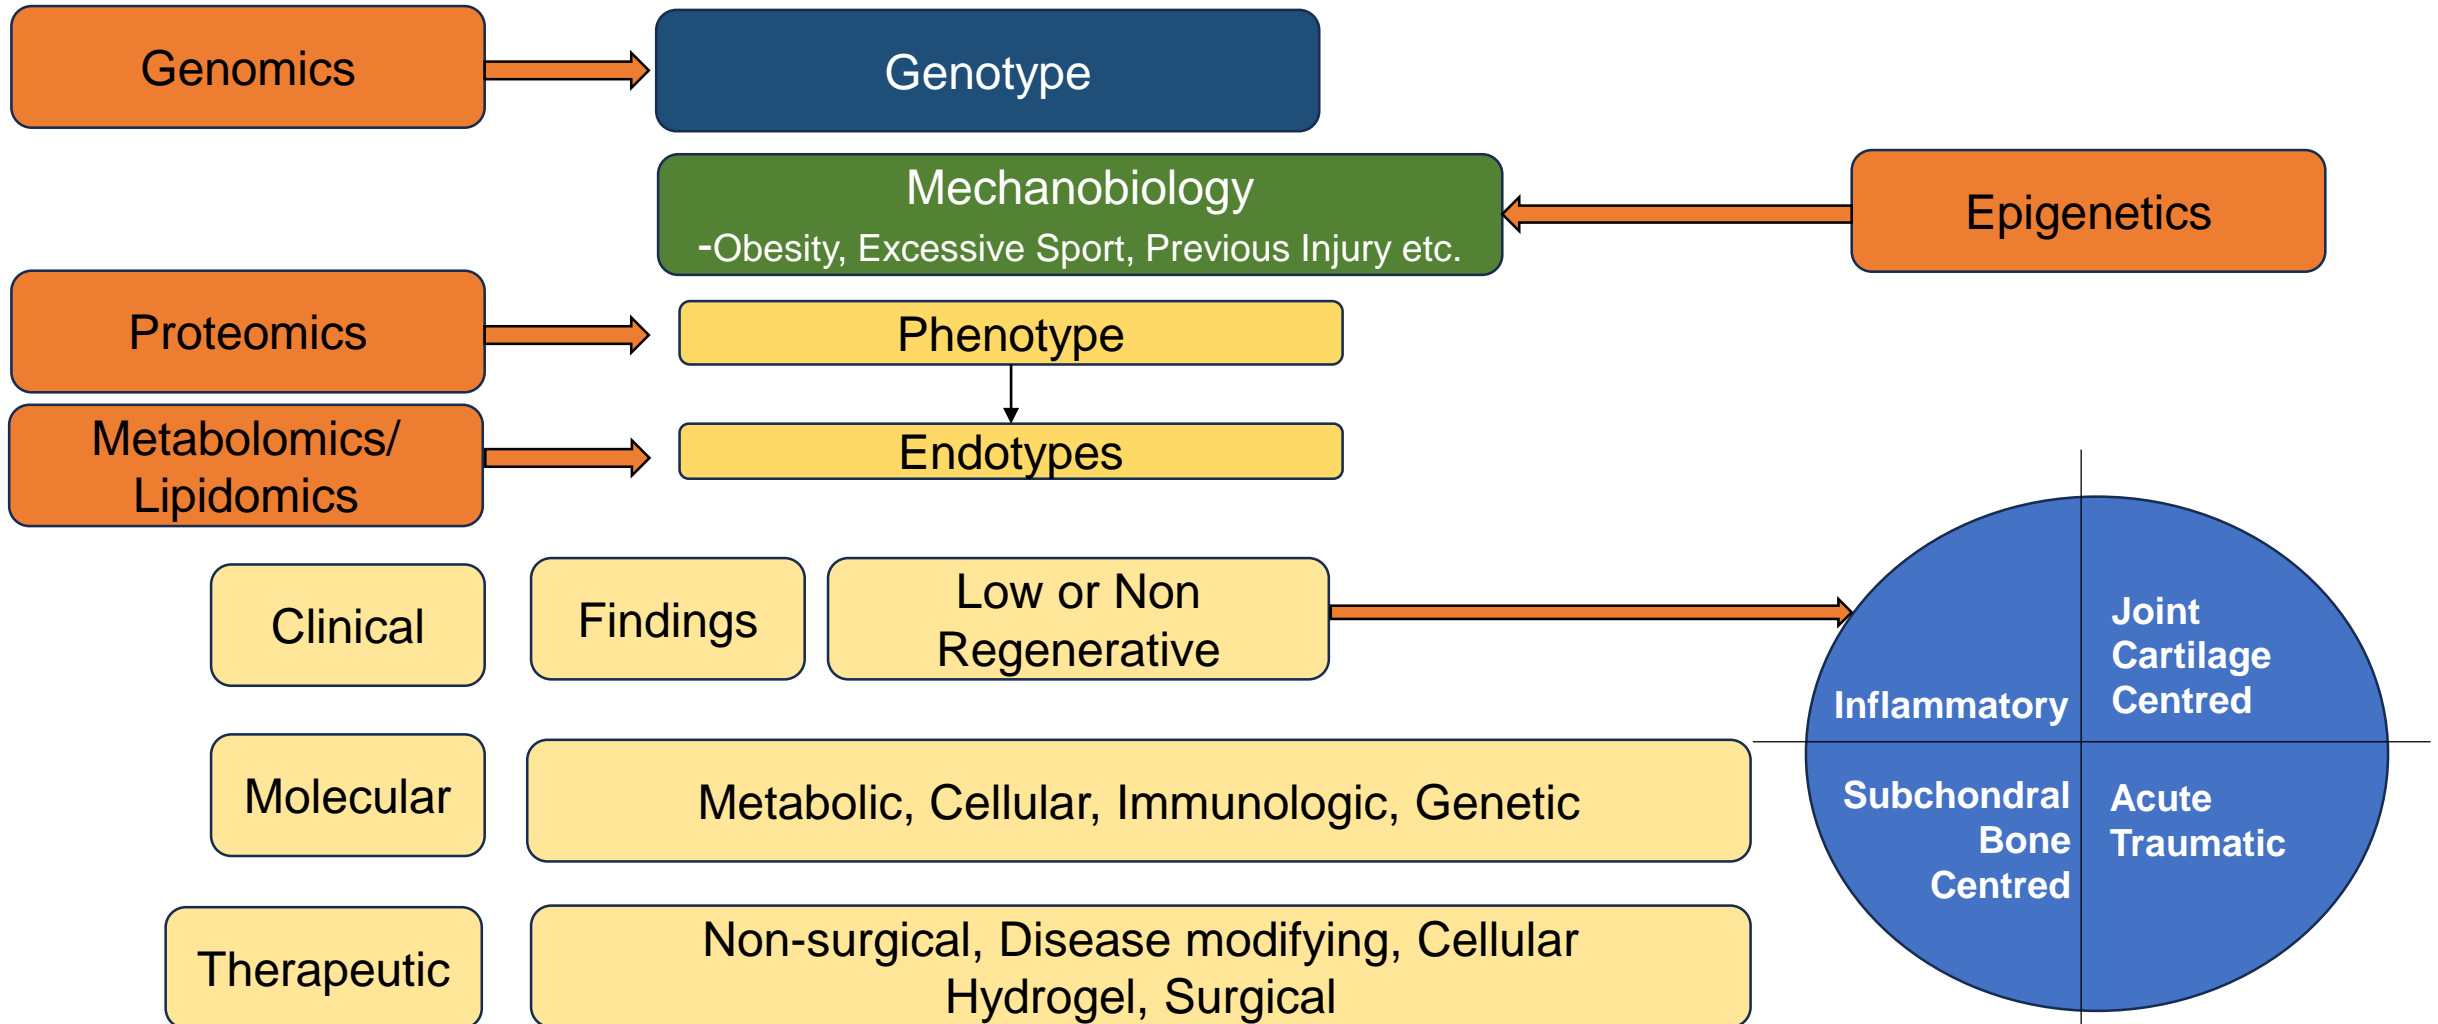 Genomics
Genotype
Mechanobiology
-Obesity, Excessive Sport, Previous Injury etc.
Epigenetics
Proteomics
Phenotype
Metabolomics/
Lipidomics
Endotypes
Clinical
Findings
Low or Non
Regenerative
Inflammatory
Joint
Cartilage
Centred
Subchondral
Bone
Centred
Acute
Traumatic
Molecular
Metabolic, Cellular, Immunologic, Genetic
Therapeutic
Non-surgical, Disease modifying, Cellular
Hydrogel, Surgical